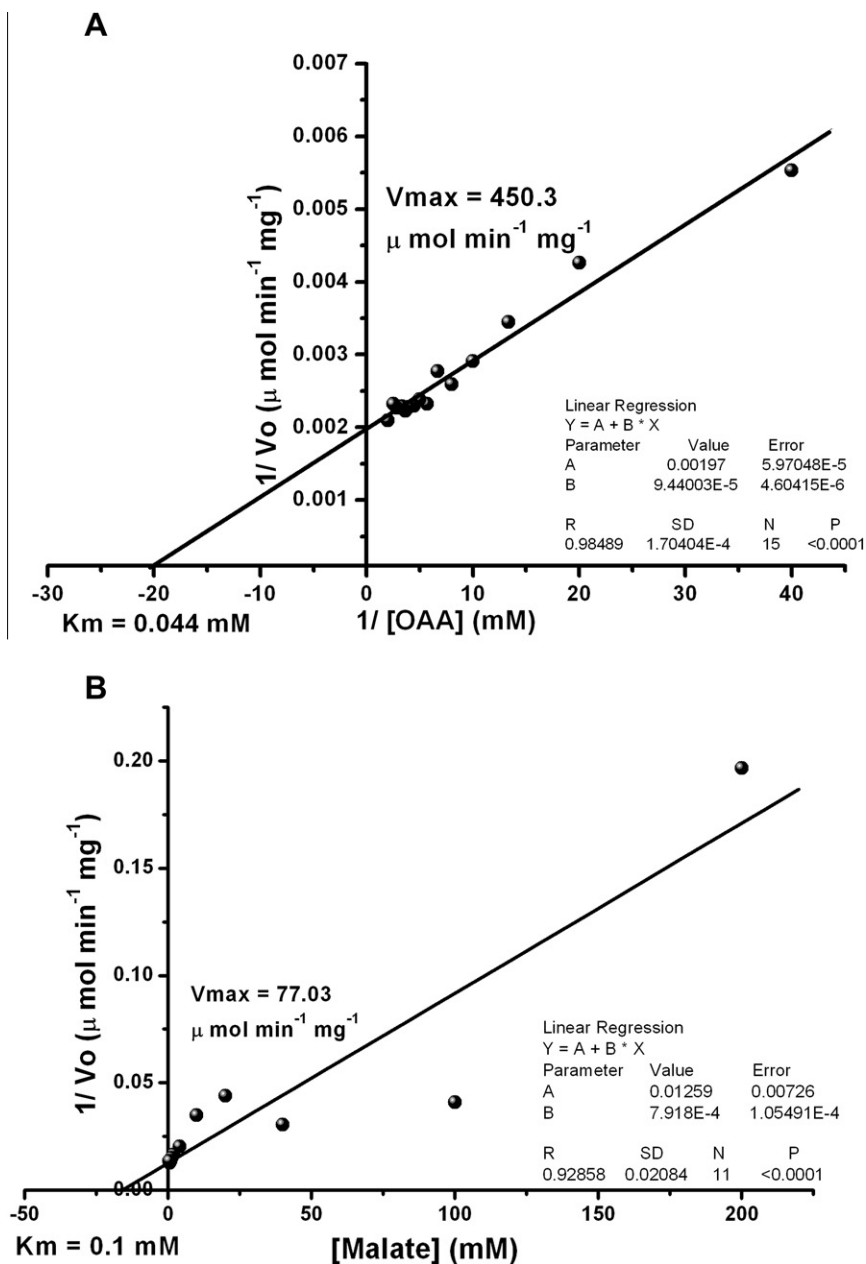 A
0.007
0.006
0.005
0.004
0.003
0.002
0.001
1/ Vo (μ mol min⁻¹ mg⁻¹)
Vmax = 450.3
μ mol min⁻¹ mg⁻¹
Linear Regression
Y = A + B * X
Parameter Value Error
A 0.00197 5.97048E-5
B 9.44003E-5 4.60415E-6
R SD N P
0.98489 1.70404E-4 15 <0.0001
-30 -20 -10 0 10 20 30 40
Km = 0.044 mM
1/ [OAA] (mM)
B
0.20
0.15
0.10
0.05
0.00
1/ Vo (μ mol min⁻¹ mg⁻¹)
Vmax = 77.03
μ mol min⁻¹ mg⁻¹
Linear Regression
Y = A + B * X
Parameter Value Error
A 0.01259 0.00726
B 7.918E-4 1.05491E-4
R SD N P
0.92858 0.02084 11 <0.0001
-50 0 50 100 150 200
Km = 0.1 mM
[Malate] (mM)